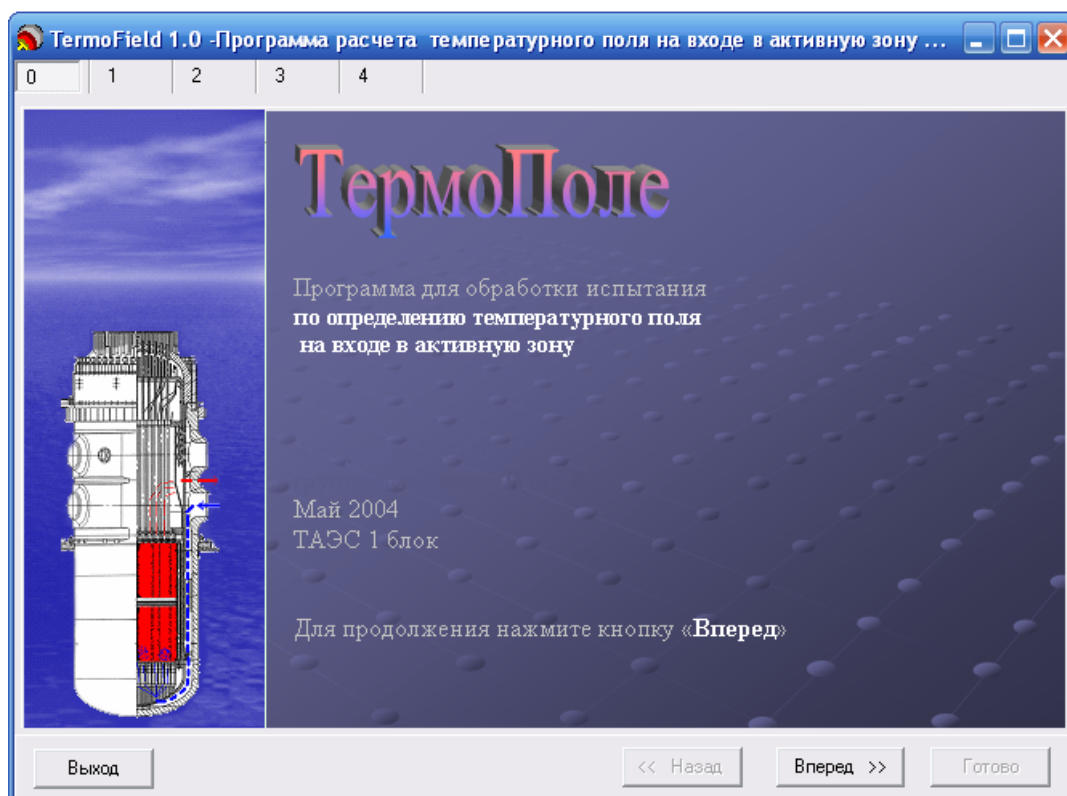 TermoField 1.0 -Программа расчета температурного поля на входе в активную зону ...
0 1 2 3 4
ТермоПоле
Программа для обработки испытания
по определению температурного поля
на входе в активную зону
Май 2004
ТАЭС 1 блок
Для продолжения нажмите кнопку «Вперед»
Выход << Назад Вперед >> Готово